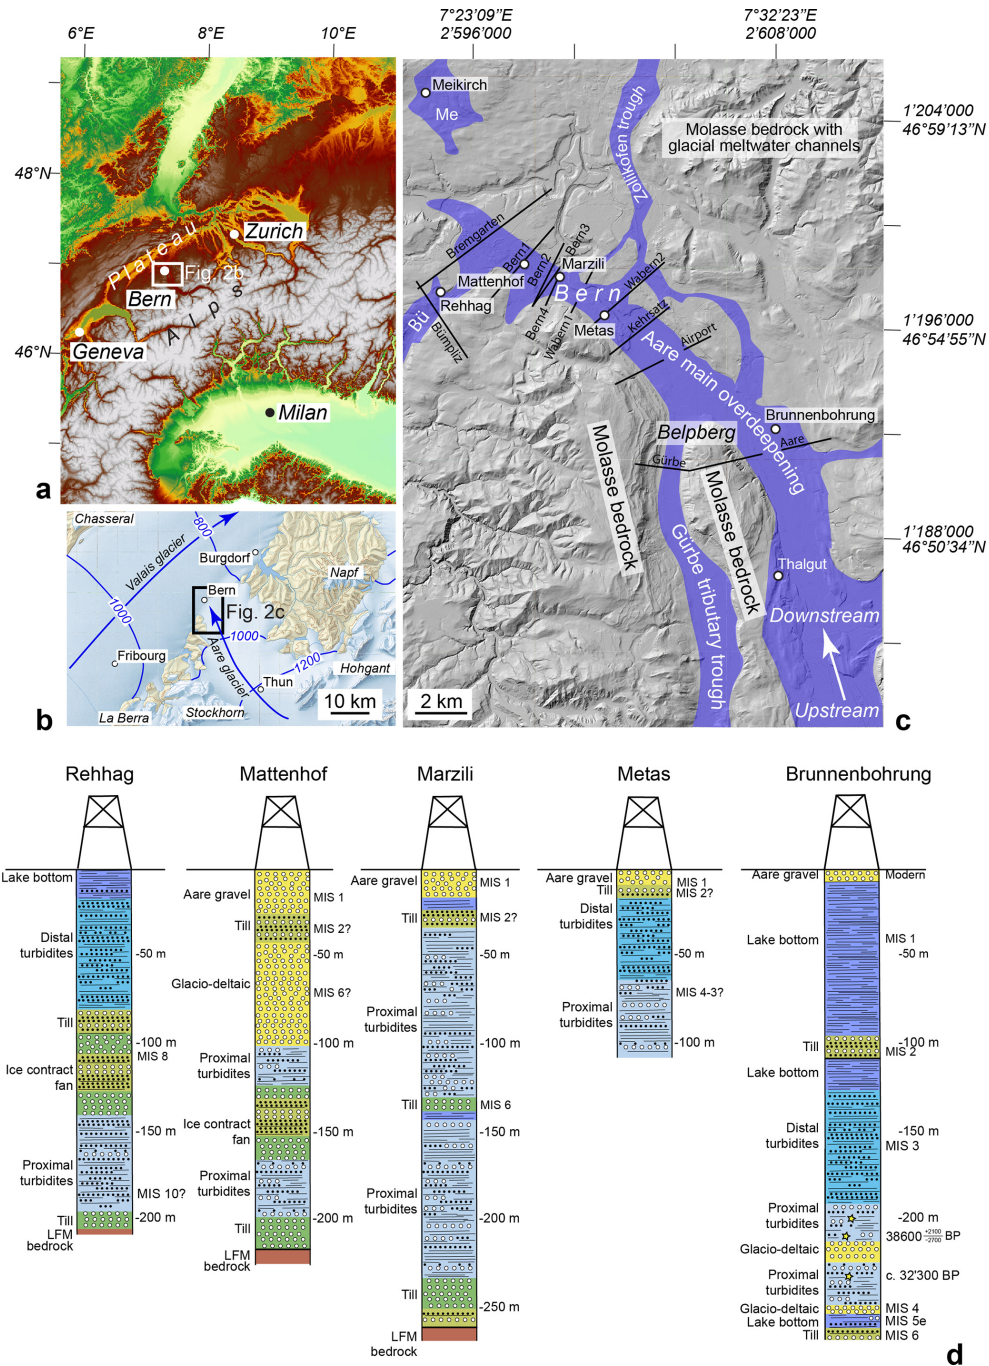 6°E
8°E
10°E
48°N
46°N
Zurich
Plateau
Fig. 2b
Bern
Alps
Geneva
Milan
a
Chasseral
800
Valais glacier
Burgdorf
Napf
Bern
1000
Fig. 2c
1000
Fribourg
Aare glacier
1200
Hohgant
Thun
La Berra
Stockhorn
10 km
b
7°23'09"E
2'596'000
7°32'23"E
2'608'000
1'204'000
46°59'13"N
1'196'000
46°54'55"N
1'188'000
46°50'34"N
Meikirch
Me
Zollikofen trough
Molasse bedrock with
glacial meltwater channels
Bremgarten
Bern1
Bern2
Bern3
Marzili
Mattenhof
Bern
Wabern2
Rehhag
Bern4
Wabern1
Metas
Kehrsatz
Bü
Bümpliz
Airport
Aare main overdeepening
Brunnenbohrung
Belpberg
Aare
Gürbe
Molasse bedrock
Molasse bedrock
Gürbe tributary trough
Thalgut
Downstream
Upstream
2 km
c
Rehhag
Lake bottom
Distal
turbidites
-50 m
Till
-100 m
MIS 8
Ice contract
fan
-150 m
Proximal
turbidites
MIS 10?
-200 m
Till
LFM
bedrock
Mattenhof
Aare gravel
MIS 1
Till
MIS 2?
-50 m
Glacio-deltaic
MIS 6?
-100 m
Proximal
turbidites
Ice contract
fan
-150 m
Proximal
turbidites
-200 m
Till
LFM
bedrock
Marzili
Aare gravel
MIS 1
Till
MIS 2?
-50 m
Proximal
turbidites
-100 m
Till
MIS 6
-150 m
Proximal
turbidites
-200 m
Till
-250 m
LFM
bedrock
Metas
Aare gravel
MIS 1
Till
MIS 2?
Distal
turbidites
-50 m
MIS 4-3?
Proximal
turbidites
-100 m
Brunnenbohrung
Aare gravel
Modern
Lake bottom
MIS 1
-50 m
-100 m
Till
MIS 2
Lake bottom
Distal
turbidites
-150 m
MIS 3
Proximal
turbidites
-200 m
38600 +2100 -2700 BP
Glacio-deltaic
Proximal
turbidites
c. 32'300 BP
Glacio-deltaic
MIS 4
Lake bottom
MIS 5e
Till
MIS 6
d